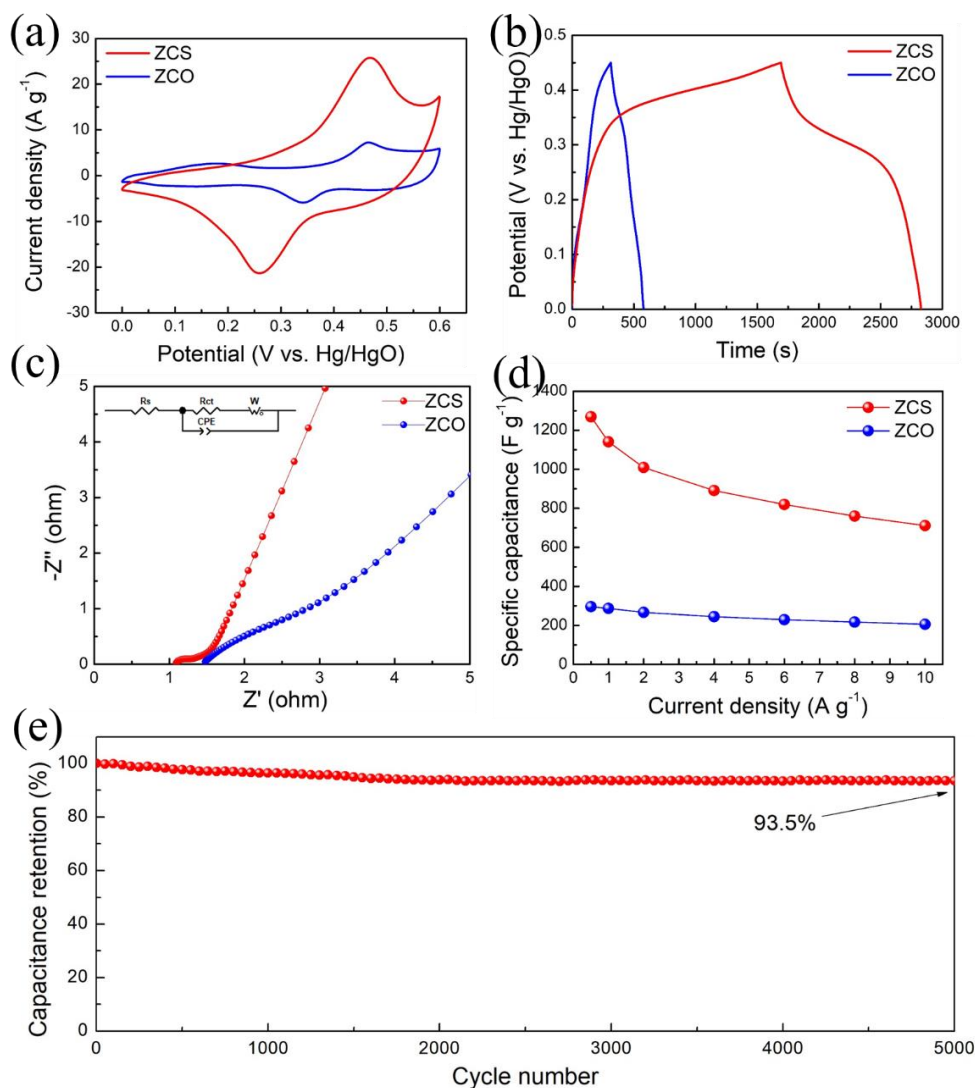 (a)
ZCS
ZCO
Current density (A g⁻¹)
30
20
10
0
-10
-20
-30
0.0 0.1 0.2 0.3 0.4 0.5 0.6
Potential (V vs. Hg/HgO)
(b)
ZCS
ZCO
Potential (V vs. Hg/HgO)
0.5
0.4
0.3
0.2
0.1
0.0
0 500 1000 1500 2000 2500 3000
Time (s)
(c)
Rs Rct W
CPE
ZCS
ZCO
-Z'' (ohm)
5
4
3
2
1
0
0 1 2 3 4 5
Z' (ohm)
(d)
ZCS
ZCO
Specific capacitance (F g⁻¹)
1400
1200
1000
800
600
400
200
0
0 1 2 3 4 5 6 7 8 9 10
Current density (A g⁻¹)
(e)
Capacitance retention (%)
100
80
60
40
20
0
93.5%
0 1000 2000 3000 4000 5000
Cycle number